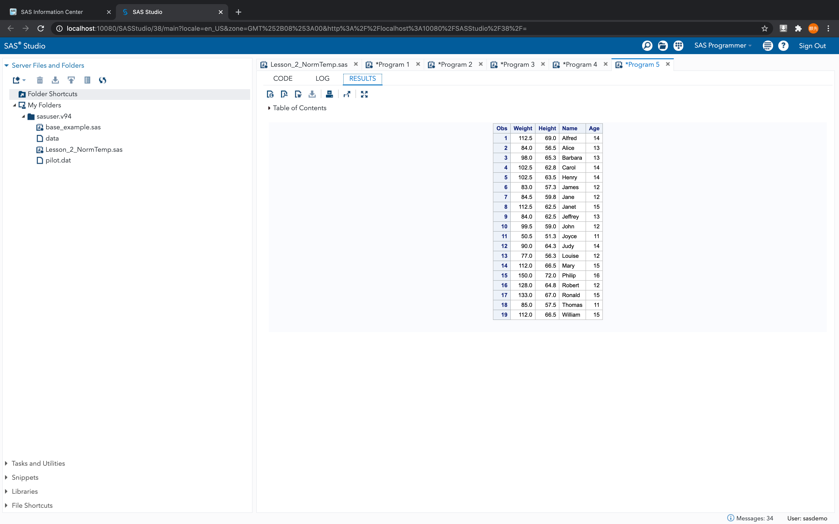 SAS Information Center
SAS Studio
localhost:10080/SASStudio/38/main?locale=en_US&zone=GMT%252B08%253A00&http%3A%2F%2Flocalhost%3A10080%2FSASStudio%2F38%2F=
SAS® Studio
SAS Programmer
Sign Out
Server Files and Folders
Folder Shortcuts
My Folders
sasuser.v94
base_example.sas
data
Lesson_2_NormTemp.sas
pilot.dat
Tasks and Utilities
Snippets
Libraries
File Shortcuts
Lesson_2_NormTemp.sas *Program 1 *Program 2 *Program 3 *Program 4 *Program 5
CODE LOG RESULTS
Table of Contents
Obs Weight Height Name Age
1 112.5 69.0 Alfred 14
2 84.0 56.5 Alice 13
3 98.0 65.3 Barbara 13
4 102.5 62.8 Carol 14
5 102.5 63.5 Henry 14
6 83.0 57.3 James 12
7 84.5 59.8 Jane 12
8 112.5 62.5 Janet 15
9 84.0 62.5 Jeffrey 13
10 99.5 59.0 John 12
11 50.5 51.3 Joyce 11
12 90.0 64.3 Judy 14
13 77.0 56.3 Louise 12
14 112.0 66.5 Mary 15
15 150.0 72.0 Philip 16
16 128.0 64.8 Robert 12
17 133.0 67.0 Ronald 15
18 85.0 57.5 Thomas 11
19 112.0 66.5 William 15
Messages: 34 User: sasdemo